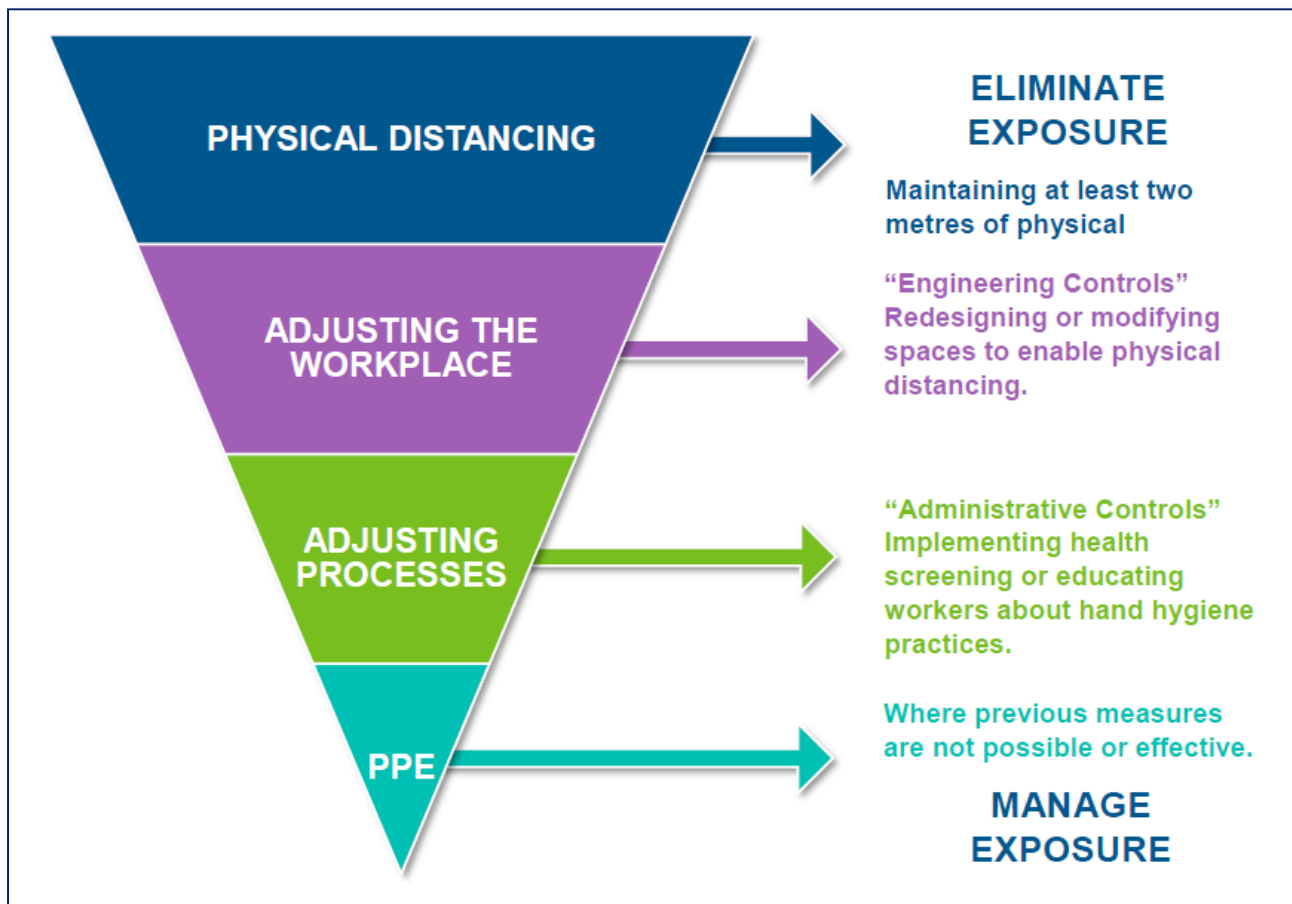 PHYSICAL DISTANCING
ELIMINATE
EXPOSURE
Maintaining at least two
metres of physical
ADJUSTING THE
WORKPLACE
“Engineering Controls”
Redesigning or modifying
spaces to enable physical
distancing.
ADJUSTING
PROCESSES
“Administrative Controls”
Implementing health
screening or educating
workers about hand hygiene
practices.
PPE
Where previous measures
are not possible or effective.
MANAGE
EXPOSURE